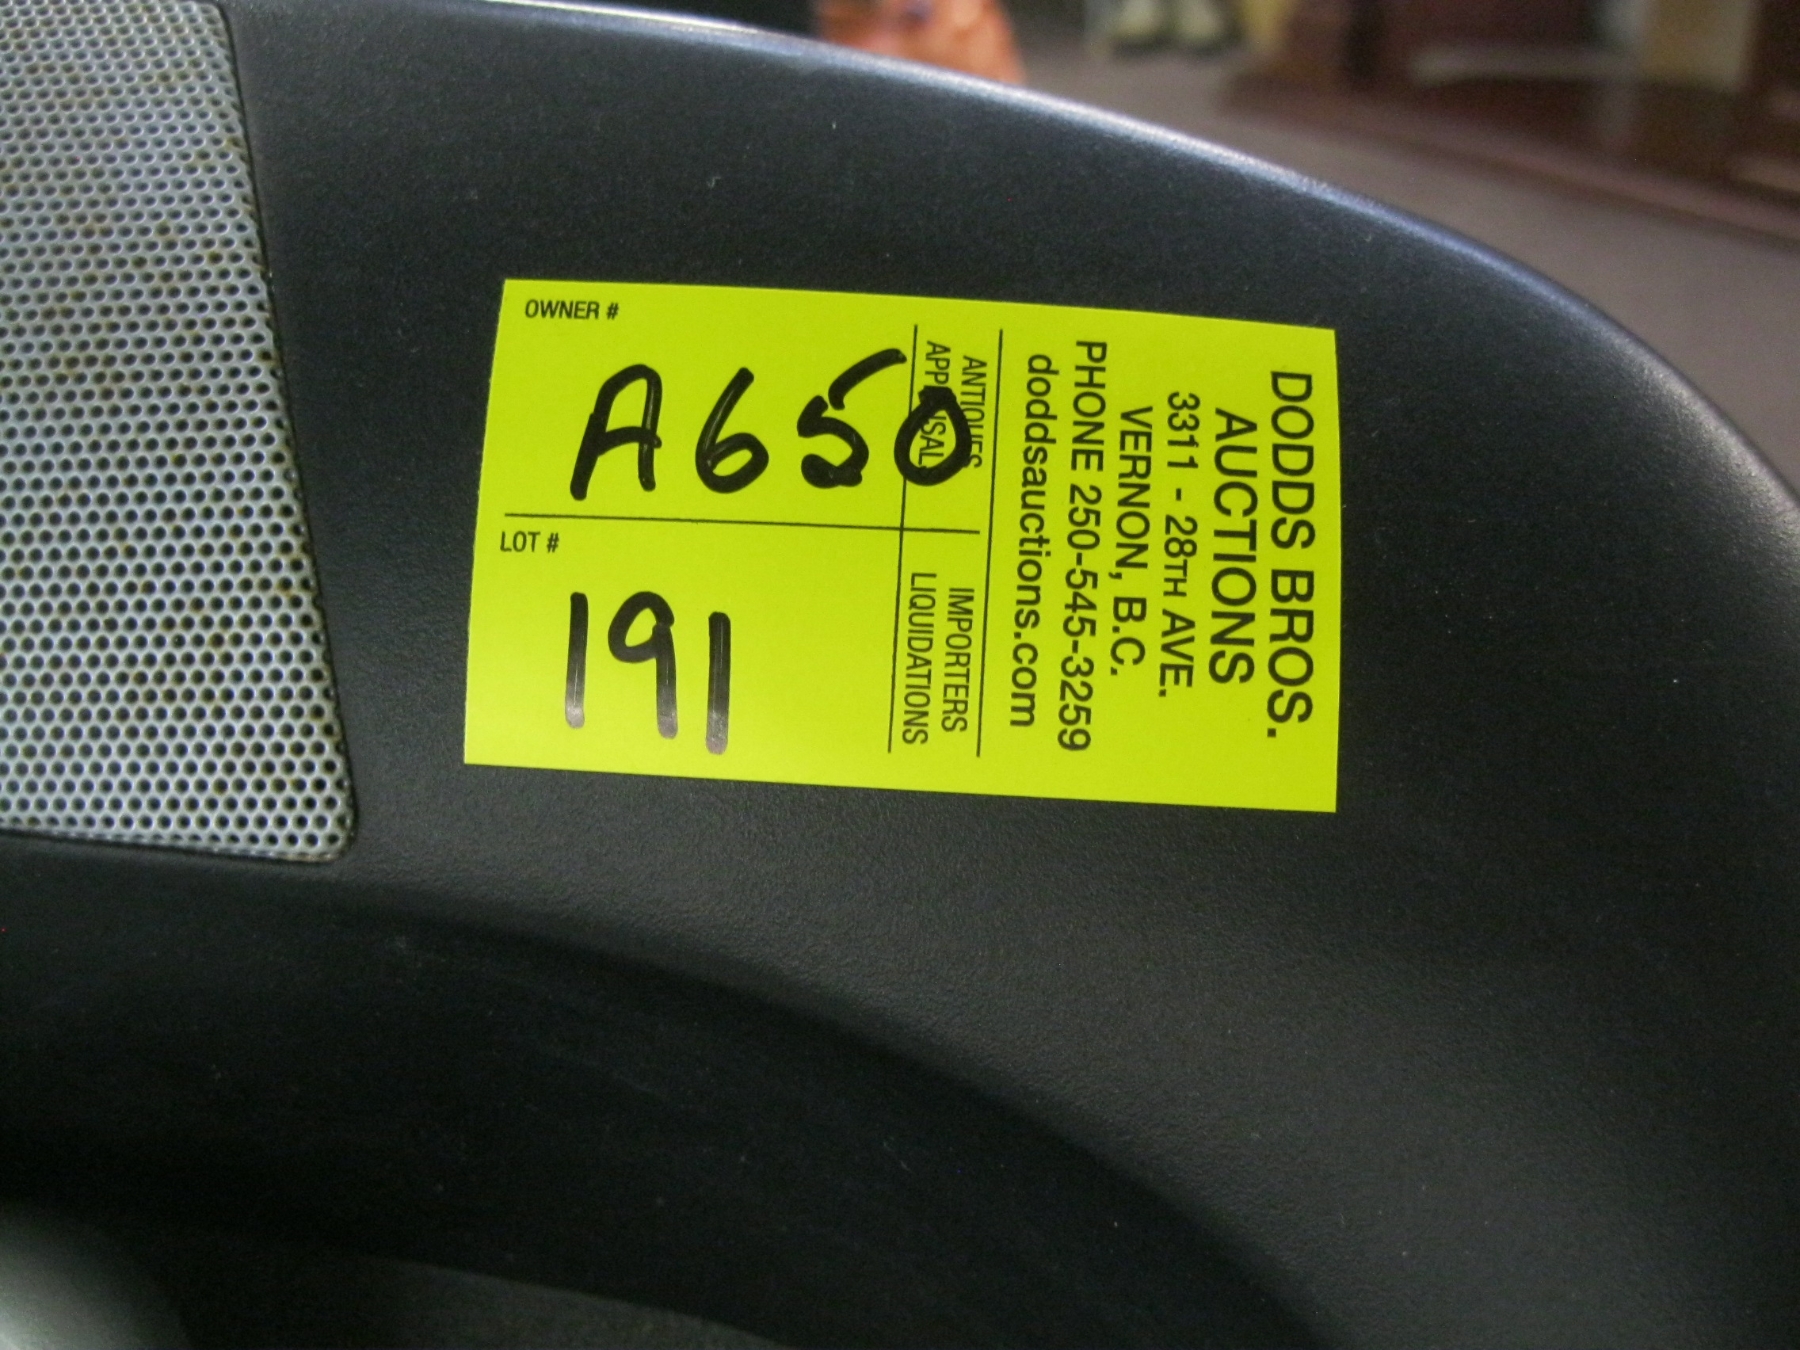 OWNER #
A650
LOT #
191
DODDS BROS.
AUCTIONS
3311 - 28TH AVE.
VERNON, B.C.
PHONE 250-545-3259
doddsauctions.com
ANTIQUES
IMPORTERS
APPRAISAL
LIQUIDATIONS